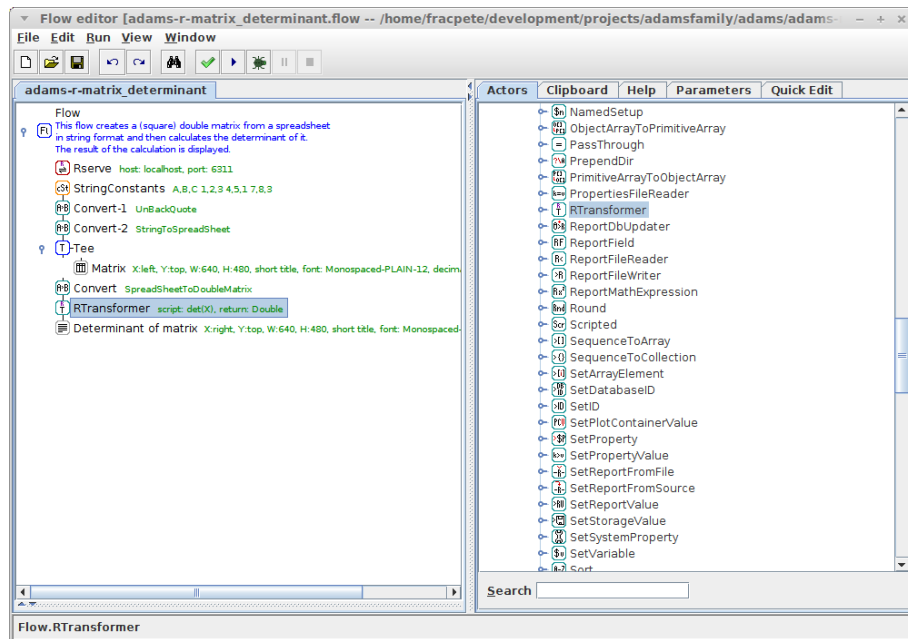 Flow editor [adams-r-matrix_determinant.flow -- /home/fracpete/development/projects/adamsfamily/adams/adams-
File Edit Run View Window
adams-r-matrix_determinant
Flow
This flow creates a (square) double matrix from a spreadsheet
in string format and then calculates the determinant of it.
The result of the calculation is displayed.
Rserve host: localhost, port: 6311
StringConstants A,B,C 1,2,3 4,5,1 7,8,3
Convert-1 UnBackQuote
Convert-2 StringToSpreadSheet
Tee
Matrix X:left, Y:top, W:640, H:480, short title, font: Monospaced-PLAIN-12, decim
Convert SpreadSheetToDoubleMatrix
RTransformer script: det(X), return: Double
Determinant of matrix X:right, Y:top, W:640, H:480, short title, font: Monospaced-
Actors Clipboard Help Parameters Quick Edit
NamedSetup
ObjectArrayToPrimitiveArray
PassThrough
PrependDir
PrimitiveArrayToObjectArray
PropertiesFileReader
RTransformer
ReportDbUpdater
ReportField
ReportFileReader
ReportFileWriter
ReportMathExpression
Round
Scripted
SequenceToArray
SequenceToCollection
SetArrayElement
SetDatabaseID
SetID
SetPlotContainerValue
SetProperty
SetPropertyValue
SetReportFromFile
SetReportFromSource
SetReportValue
SetStorageValue
SetSystemProperty
SetVariable
Sort
Search
Flow.RTransformer